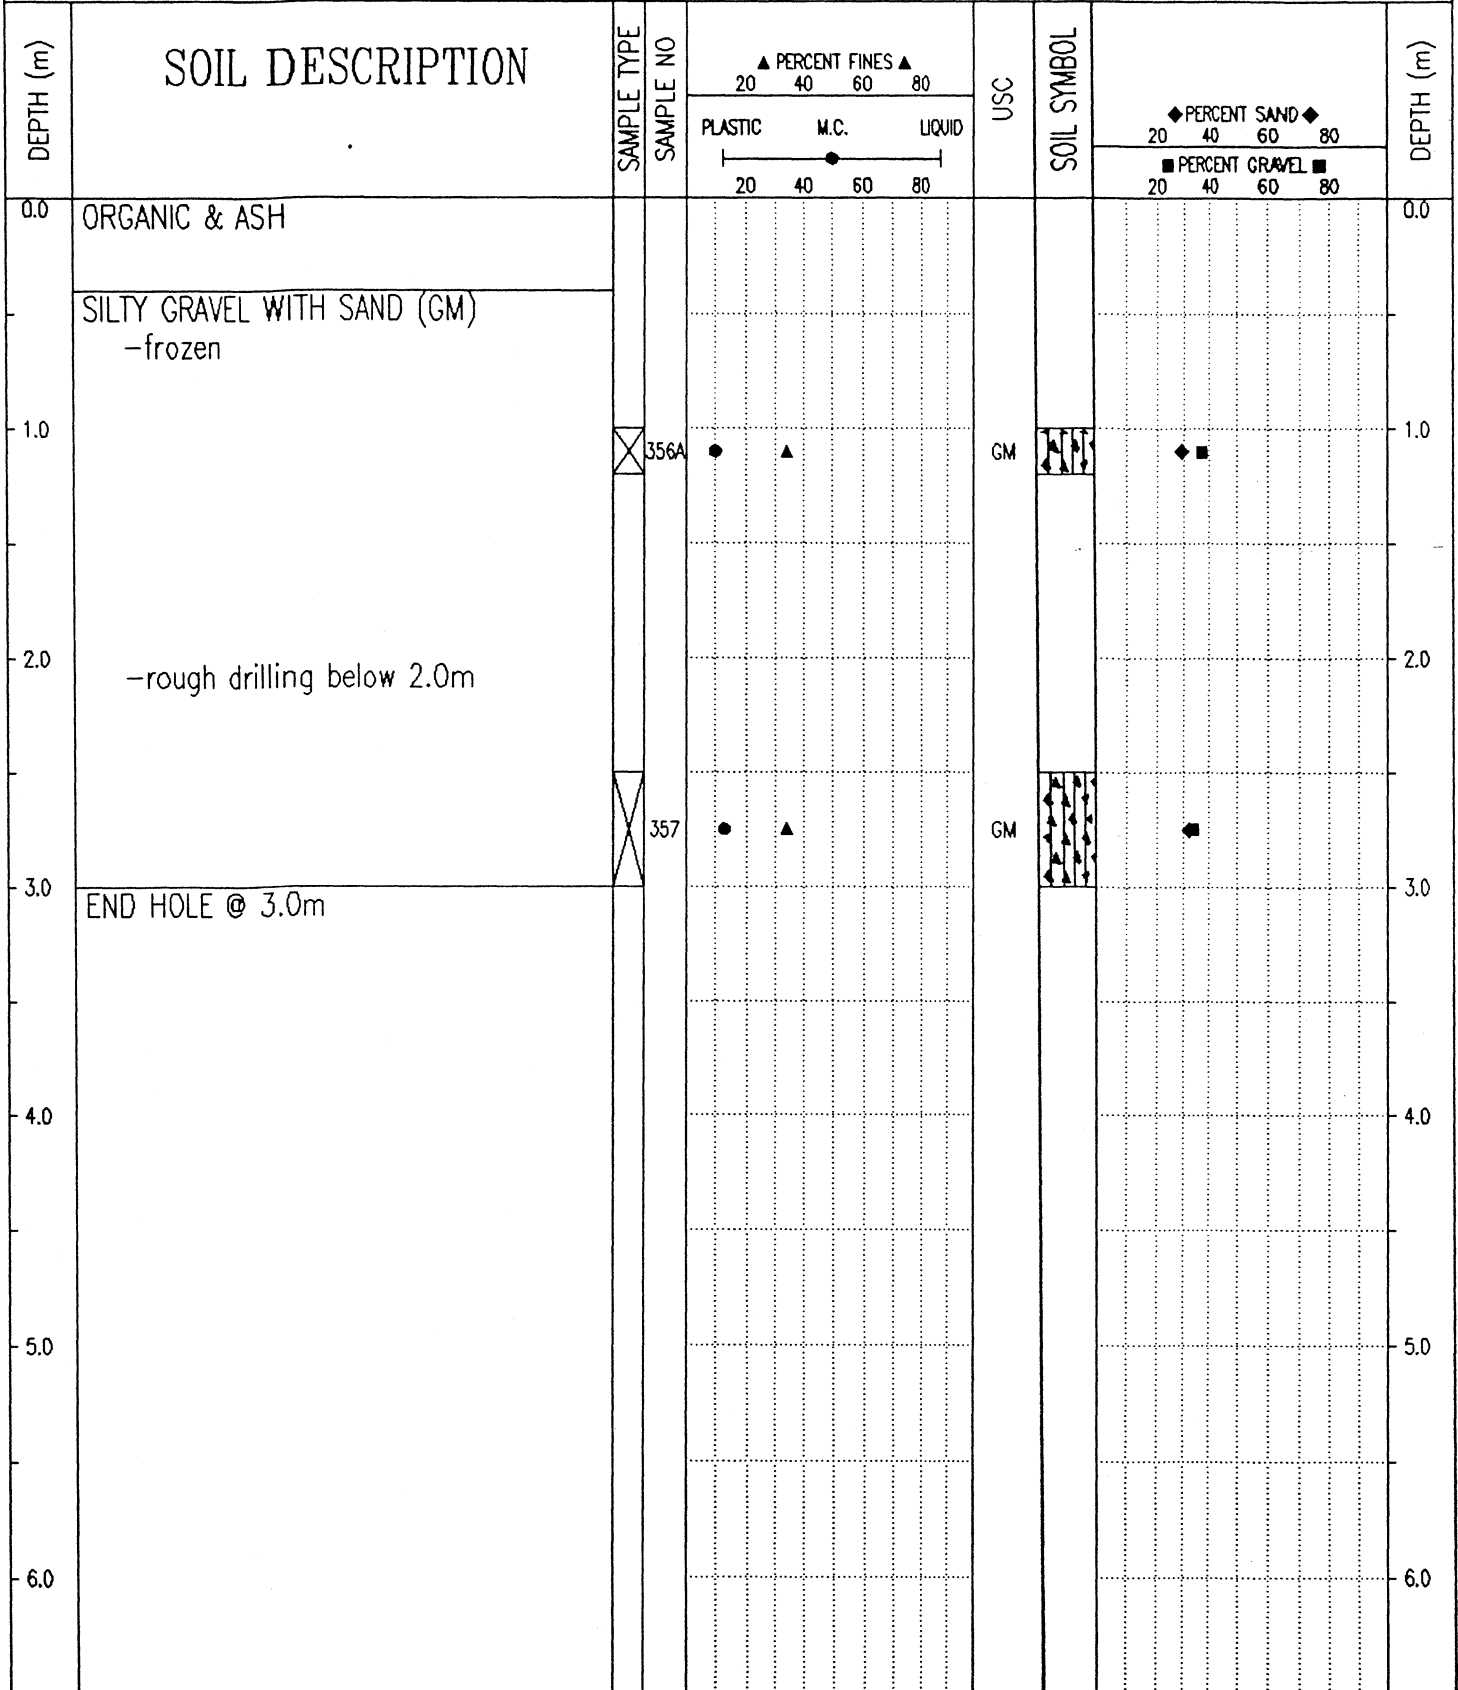 DEPTH (m)
SOIL DESCRIPTION
SAMPLE TYPE
SAMPLE NO
▲ PERCENT FINES ▲
20 40 60 80
PLASTIC M.C. LIQUID
20 40 60 80
USC
SOIL SYMBOL
◆PERCENT SAND◆
20 40 60 80
■ PERCENT GRAVEL ■
20 40 60 80
DEPTH (m)
0.0 ORGANIC & ASH 0.0
SILTY GRAVEL WITH SAND (GM)
-frozen
1.0 1.0
356A GM
2.0 2.0
-rough drilling below 2.0m
357 GM
3.0 3.0
END HOLE @ 3.0m
4.0 4.0
5.0 5.0
6.0 6.0